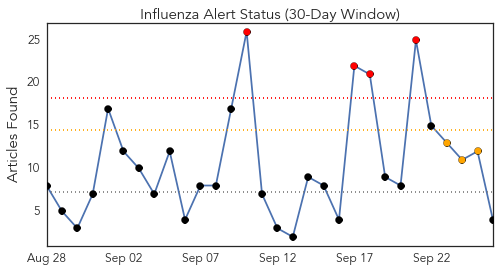 Influenza Alert Status (30-Day Window)
Articles Found
25
20
15
10
5
Aug 28 Sep 02 Sep 07 Sep 12 Sep 17 Sep 22